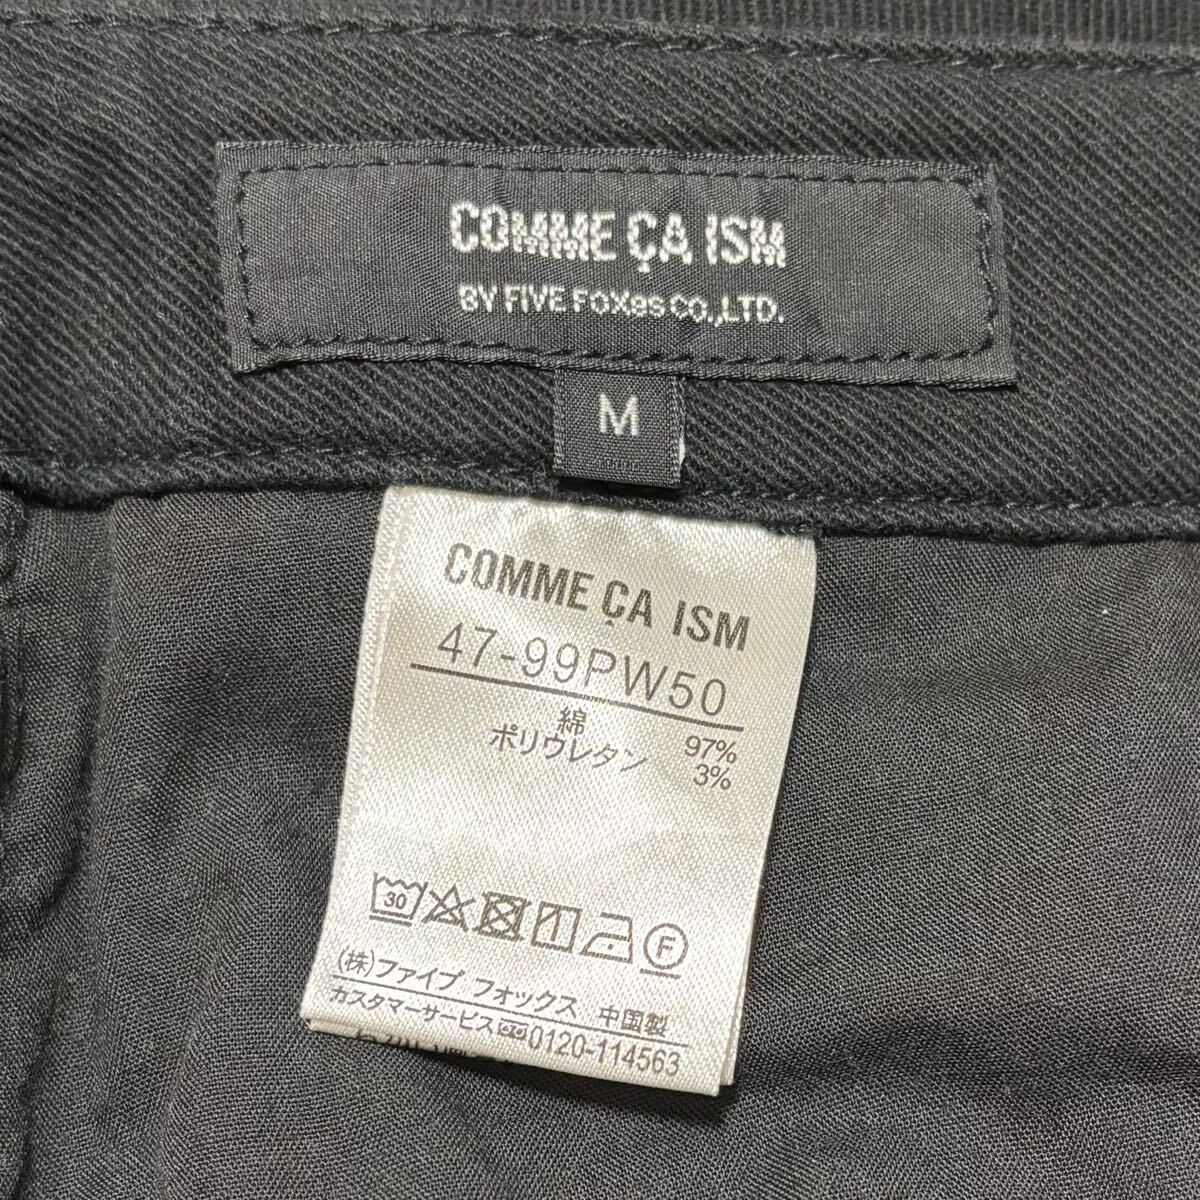 COMME ÇA ISM
BY FIVE FOXes CO.,LTD.
M
COMME ÇA ISM
47-99PW50
綿 97%
ポリウレタン 3%
30
F
(株)ファイブ フォックス 中国製
カスタマーサービス 0120-114563